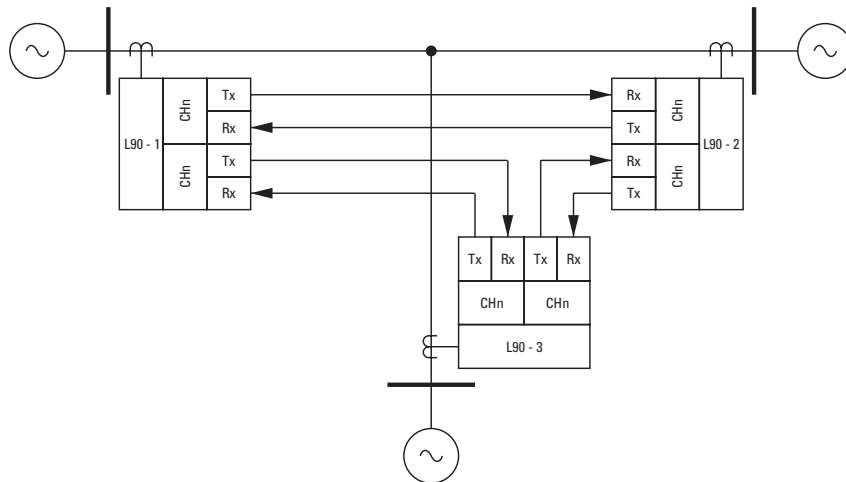 Tx
Rx
Tx
Rx
CHn
CHn
L90 - 1
Rx
Tx
Rx
Tx
CHn
CHn
L90 - 2
Tx Rx Tx Rx
CHn CHn
L90 - 3